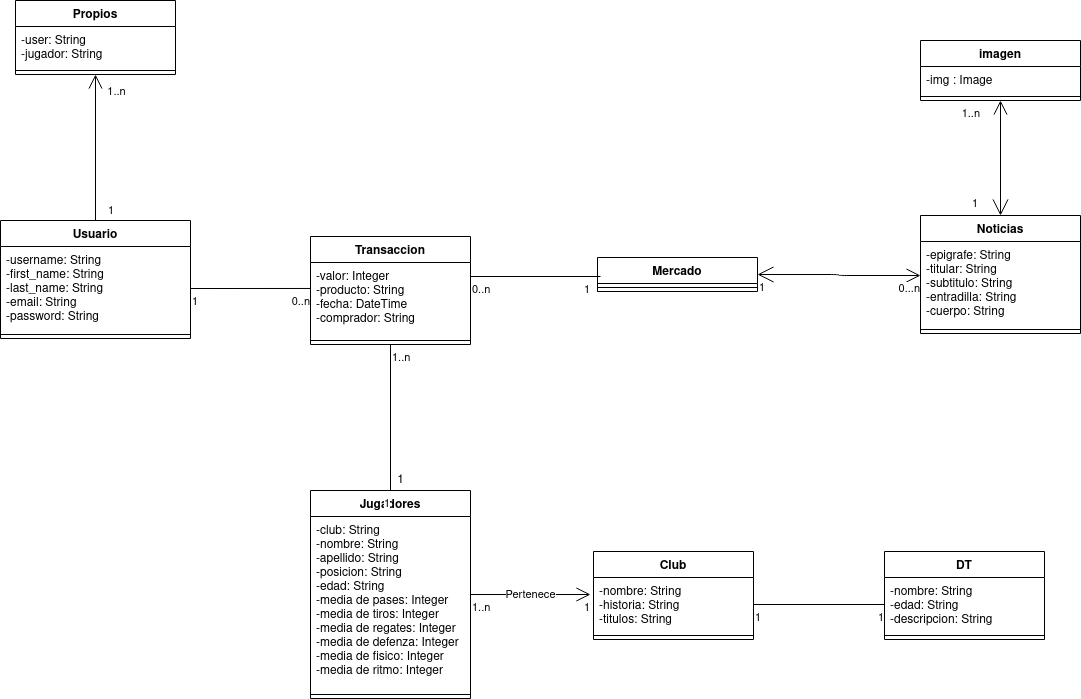 Propios
-user: String
-jugador: String
1..n
1
Usuario
-username: String
-first_name: String
-last_name: String
-email: String
-password: String
1
0..n
Transaccion
-valor: Integer
-producto: String
-fecha: DateTime
-comprador: String
0..n
1
Mercado
1
0...n
imagen
-img : Image
1..n
1
Noticias
-epigrafe: String
-titular: String
-subtitulo: String
-entradilla: String
-cuerpo: String
1..n
1
Jugadores
1
-club: String
-nombre: String
-apellido: String
-posicion: String
-edad: String
-media de pases: Integer
-media de tiros: Integer
-media de regates: Integer
-media de defenza: Integer
-media de fisico: Integer
-media de ritmo: Integer
Pertenece
1..n
1
Club
-nombre: String
-historia: String
-titulos: String
1
1
DT
-nombre: String
-edad: String
-descripcion: String